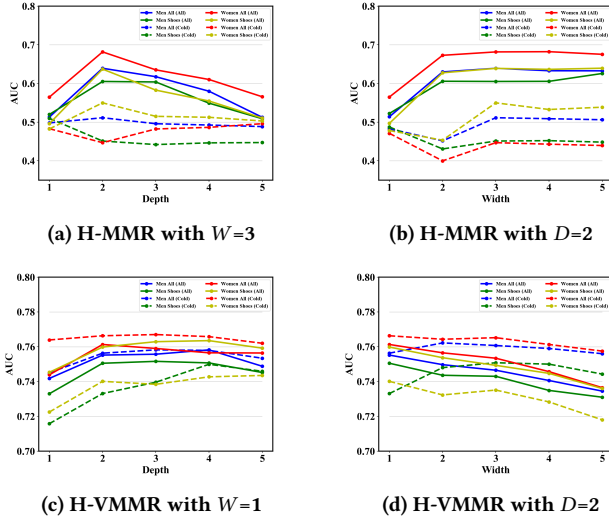 0.8
0.7
0.6
0.5
0.4
AUC
Men All (All) Women All (All)
Men Shoes (All) Women Shoes (All)
Men All (Cold) Women All (Cold)
Men Shoes (Cold) Women Shoes (Cold)
1 2 3 4 5
Depth
(a) H-MMR with W=3
0.8
0.7
0.6
0.5
0.4
AUC
Men All (All) Women All (All)
Men Shoes (All) Women Shoes (All)
Men All (Cold) Women All (Cold)
Men Shoes (Cold) Women Shoes (Cold)
1 2 3 4 5
Width
(b) H-MMR with D=2
0.80
0.78
0.76
0.74
0.72
0.70
AUC
Men All (All) Women All (All)
Men Shoes (All) Women Shoes (All)
Men All (Cold) Women All (Cold)
Men Shoes (Cold) Women Shoes (Cold)
1 2 3 4 5
Depth
(c) H-VMMR with W=1
0.80
0.78
0.76
0.74
0.72
0.70
AUC
Men All (All) Women All (All)
Men Shoes (All) Women Shoes (All)
Men All (Cold) Women All (Cold)
Men Shoes (Cold) Women Shoes (Cold)
1 2 3 4 5
Width
(d) H-VMMR with D=2